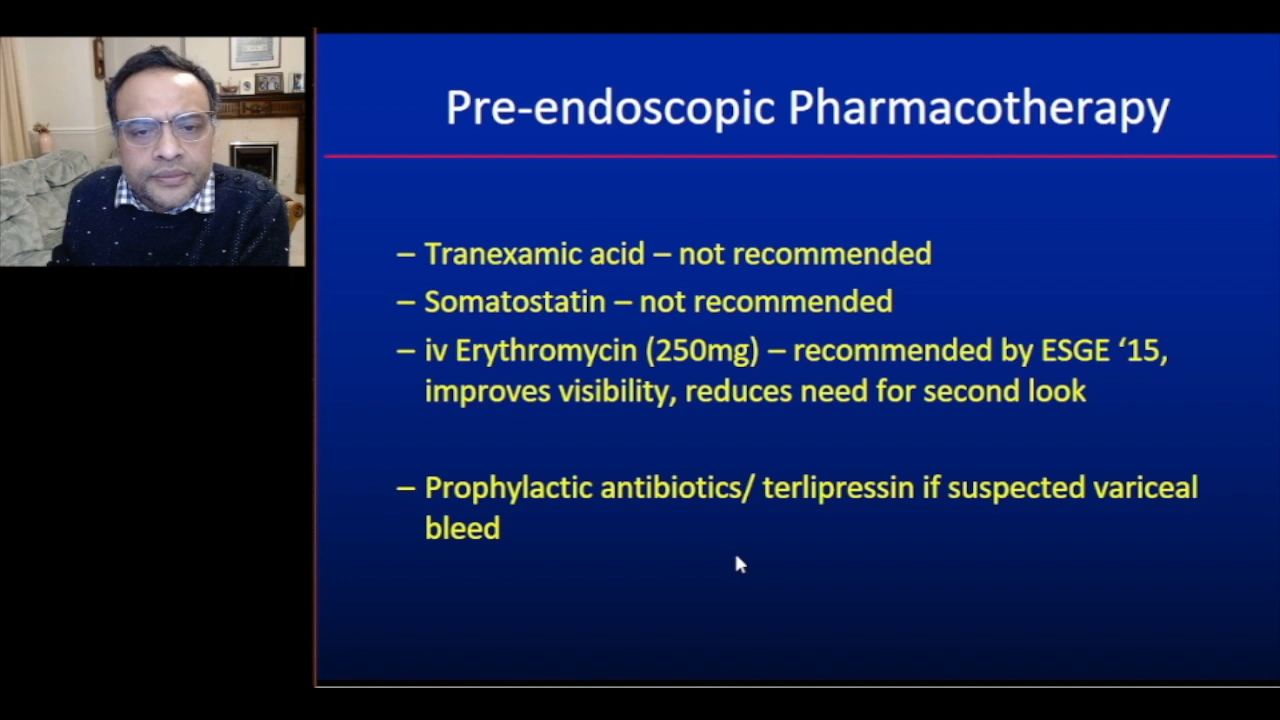 Pre-endoscopic Pharmacotherapy
– Tranexamic acid – not recommended
– Somatostatin – not recommended
– iv Erythromycin (250mg) – recommended by ESGE ‘15,
improves visibility, reduces need for second look
– Prophylactic antibiotics/ terlipressin if suspected variceal
bleed